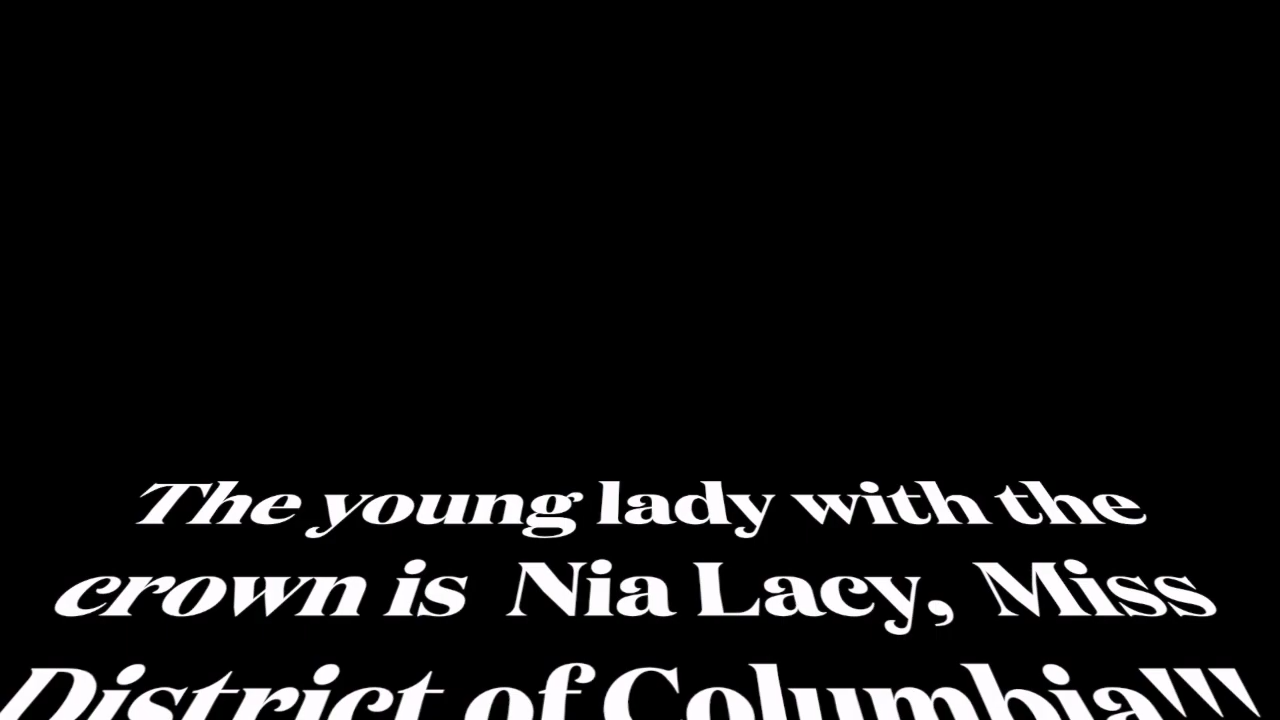 The young lady with the
crown is Nia Lacy, Miss
District of Columbia!!!